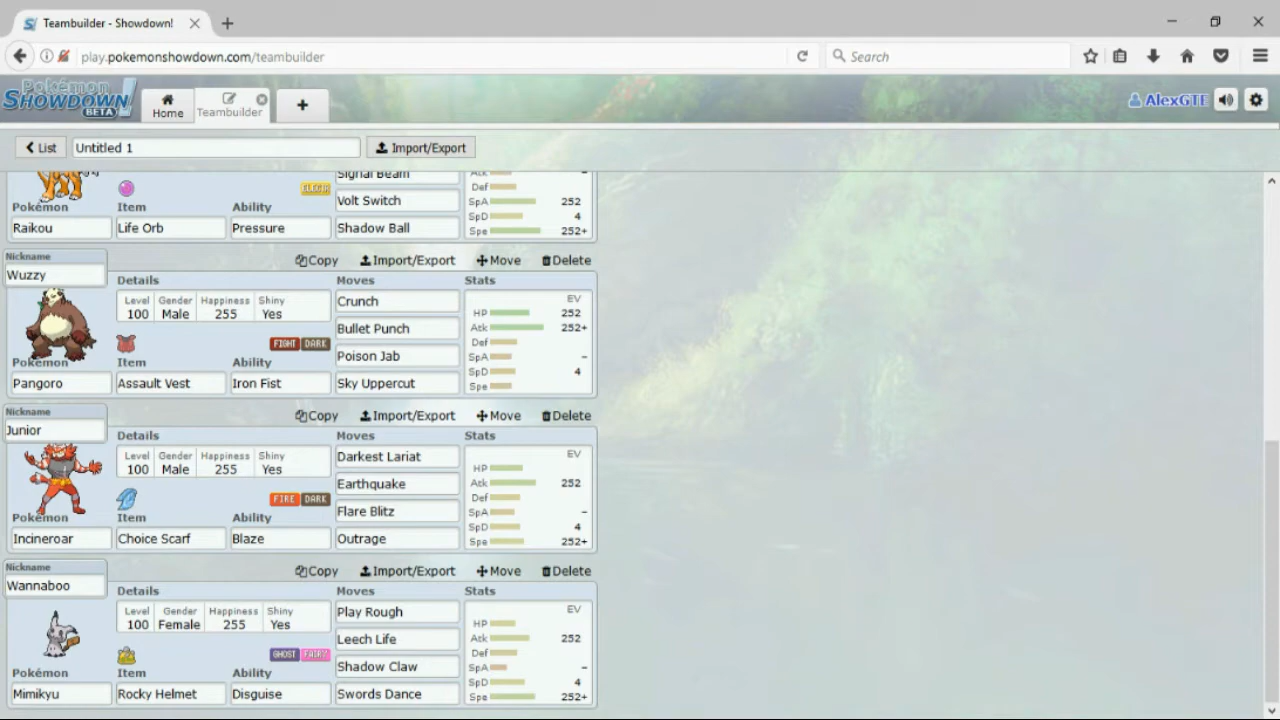 Teambuilder - Showdown!
play.pokemonshowdown.com/teambuilder
Search
Pokémon
SHOWDOWN!
BETA
Home
Teambuilder
AlexGTE
List
Untitled 1
Import/Export
Signal Beam
Atk –
Def
ELECTR
Volt Switch
SpA 252
Pokémon Item Ability
SpD 4
Raikou Life Orb Pressure Shadow Ball
Spe 252+
Nickname
Wuzzy
Copy Import/Export Move Delete
Details Moves Stats
Level Gender Happiness Shiny
100 Male 255 Yes
Crunch
EV
HP 252
Bullet Punch
Atk 252+
Def
FIGHT DARK
Poison Jab
SpA –
Pokémon Item Ability
SpD 4
Pangoro Assault Vest Iron Fist Sky Uppercut
Spe
Nickname
Junior
Copy Import/Export Move Delete
Details Moves Stats
Level Gender Happiness Shiny
100 Male 255 Yes
Darkest Lariat
EV
HP
Earthquake
Atk 252
Def
FIRE DARK
Flare Blitz
SpA –
Pokémon Item Ability
SpD 4
Incineroar Choice Scarf Blaze Outrage
Spe 252+
Nickname
Wannaboo
Copy Import/Export Move Delete
Details Moves Stats
Level Gender Happiness Shiny
100 Female 255 Yes
Play Rough
EV
HP
Leech Life
Atk 252
Def
GHOST FAIRY
Shadow Claw
SpA –
Pokémon Item Ability
SpD 4
Mimikyu Rocky Helmet Disguise Swords Dance
Spe 252+